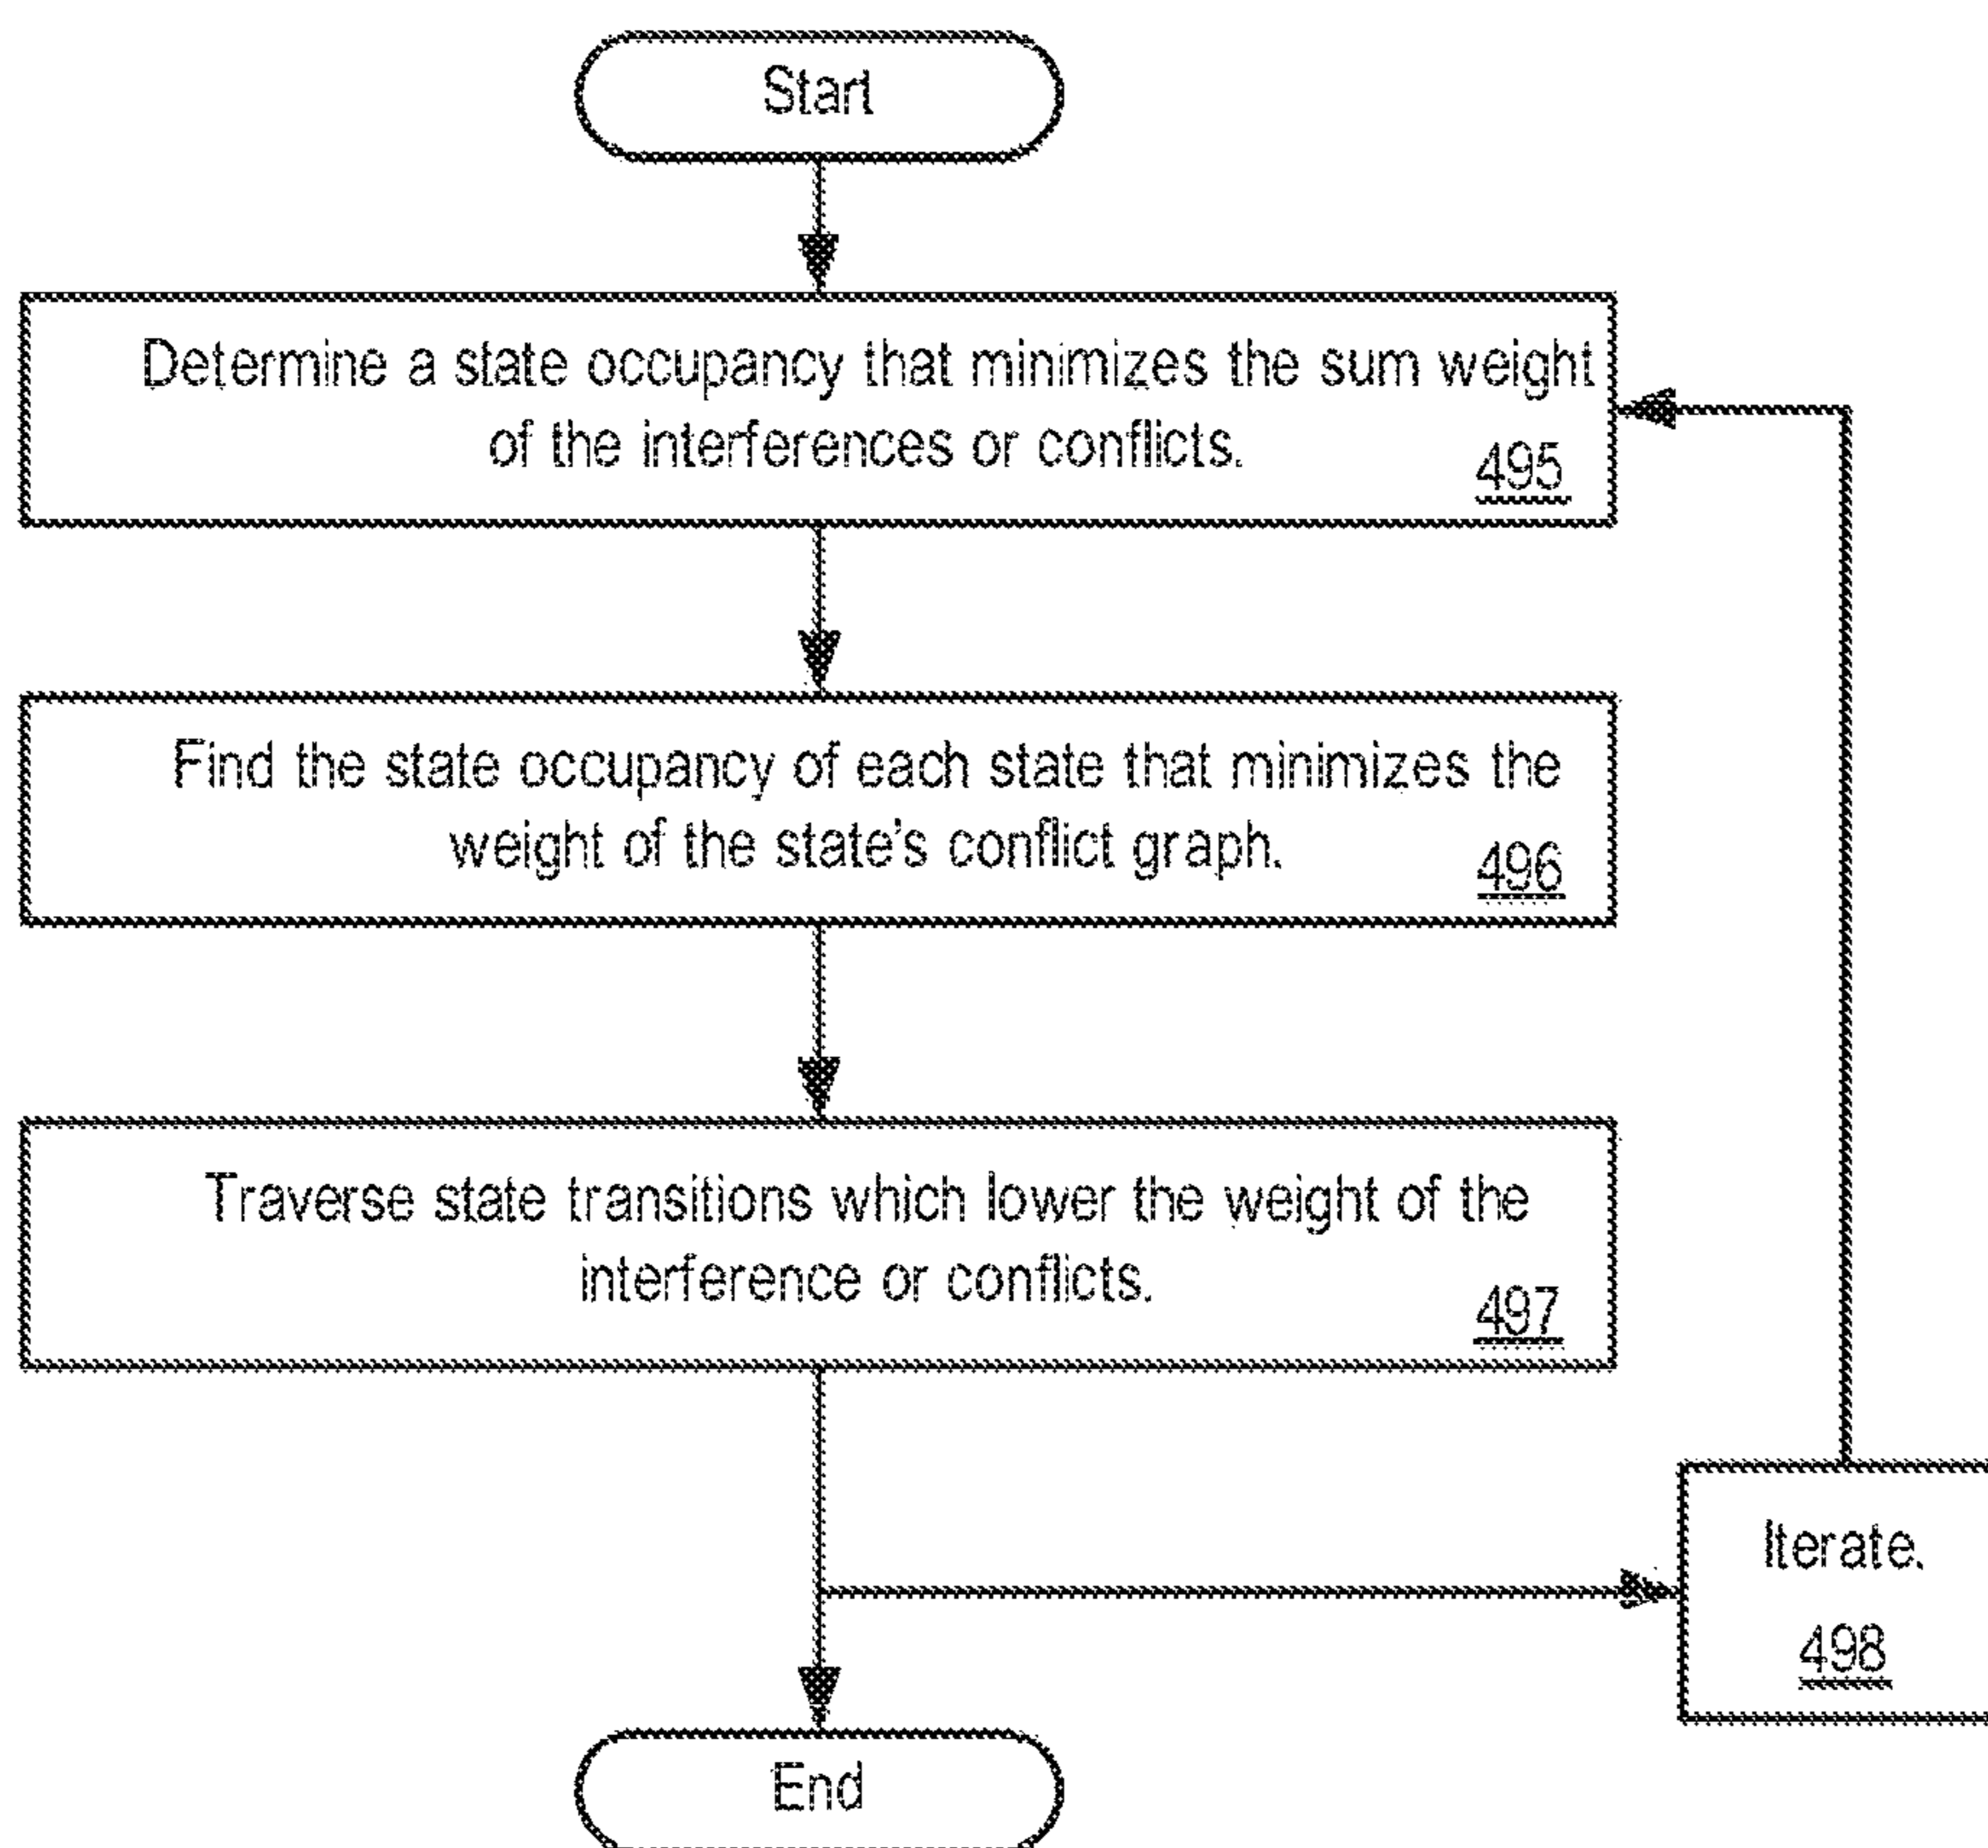 Start
Determine a state occupancy that minimizes the sum weight
of the interferences or conflicts.
495
Find the state occupancy of each state that minimizes the
weight of the state's conflict graph.
496
Traverse state transitions which lower the weight of the
interference or conflicts.
497
Iterate.
498
End